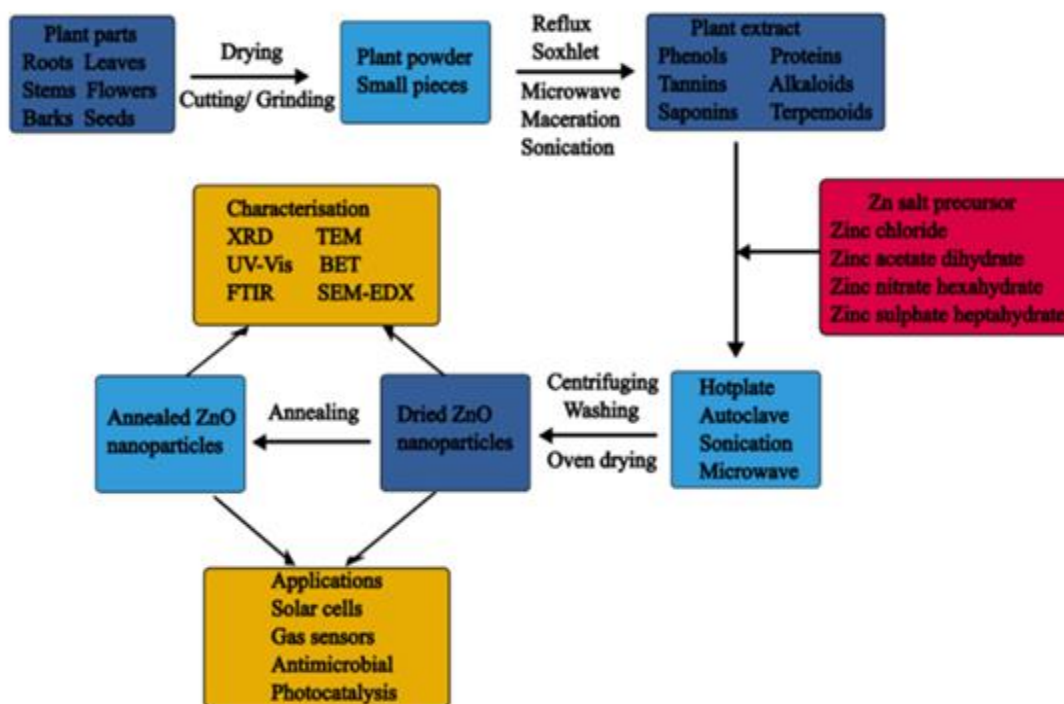 Plant parts
Roots Leaves
Stems Flowers
Barks Seeds
Drying
Cutting/ Grinding
Plant powder
Small pieces
Reflux
Soxhlet
Microwave
Maceration
Sonication
Plant extract
Phenols Proteins
Tannins Alkaloids
Saponins Terpemoids
Zn salt precursor
Zinc chloride
Zinc acetate dihydrate
Zinc nitrate hexahydrate
Zinc sulphate heptahydrate
Hotplate
Autoclave
Sonication
Microwave
Centrifuging
Washing
Oven drying
Dried ZnO
nanoparticles
Annealing
Annealed ZnO
nanoparticles
Characterisation
XRD TEM
UV-Vis BET
FTIR SEM-EDX
Applications
Solar cells
Gas sensors
Antimicrobial
Photocatalysis